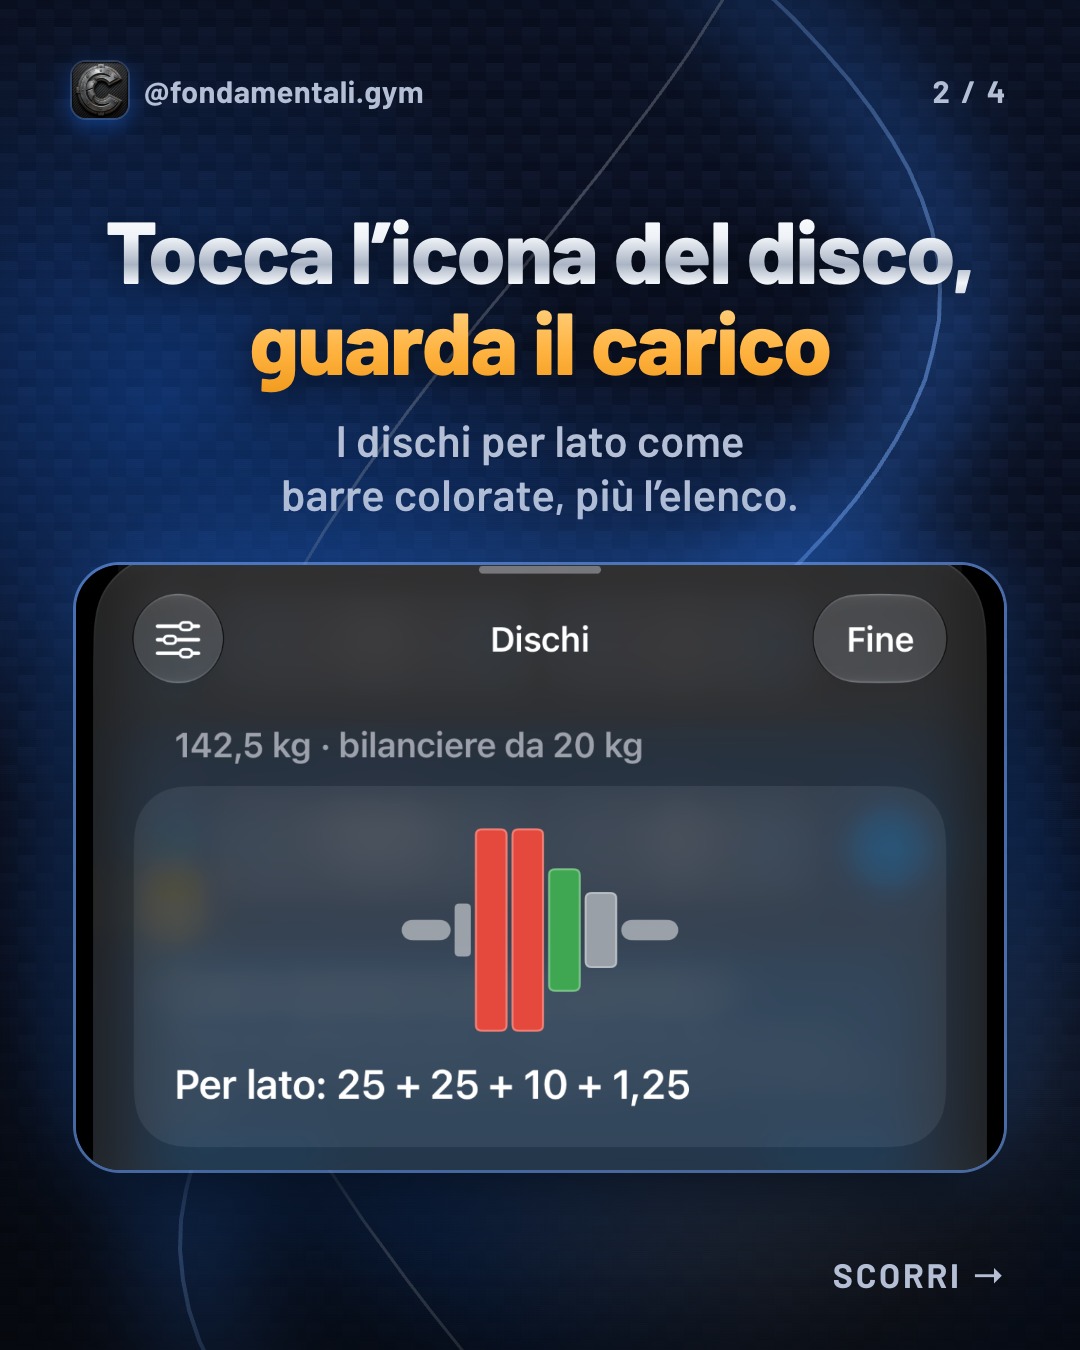 @fondamentali.gym
2 / 4
Tocca l’icona del disco,
guarda il carico
I dischi per lato come
barre colorate, più l’elenco.
Dischi
Fine
142,5 kg · bilanciere da 20 kg
Per lato: 25 + 25 + 10 + 1,25
SCORRI →